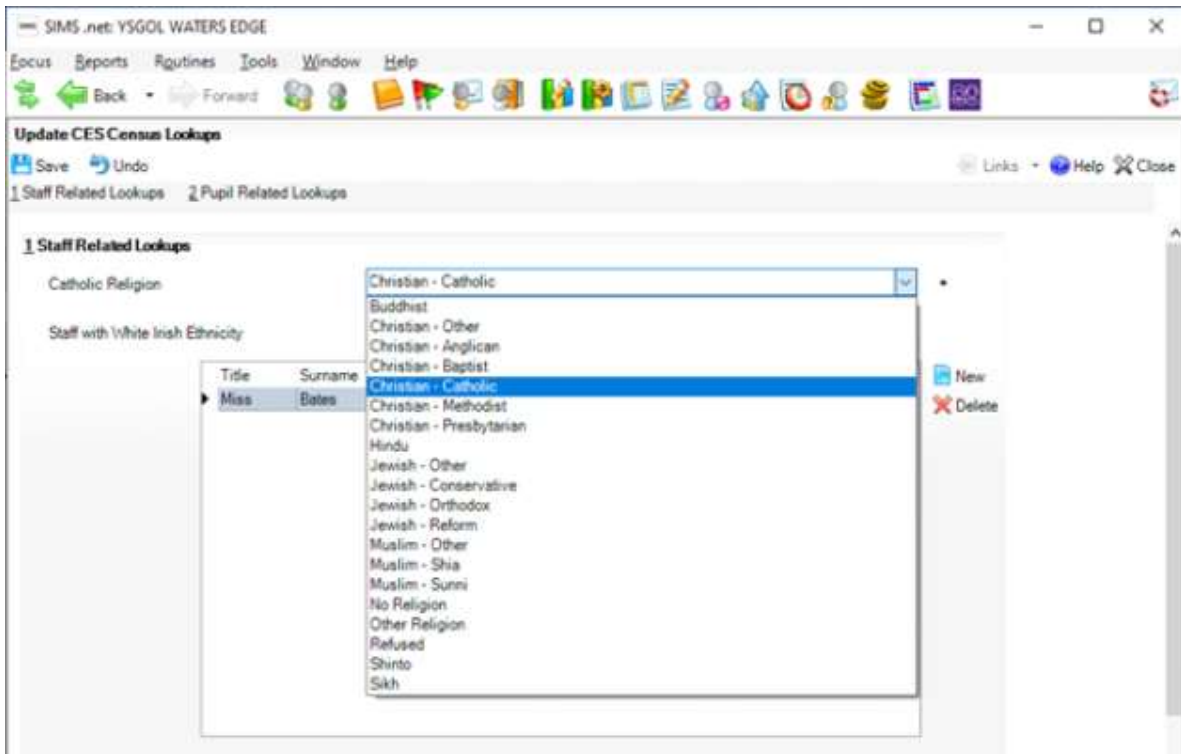 SIMS .net: YSGOL WATERS EDGE
Focus Reports Routines Tools Window Help
Back Forward
Update CES Census Lookups
Save Undo Links Help Close
1 Staff Related Lookups 2 Pupil Related Lookups
1 Staff Related Lookups
Catholic Religion Christian - Catholic
Buddhist
Christian - Other
Staff with White Irish Ethnicity
Christian - Anglican
Christian - Baptist
Title Surname New
Christian - Catholic
Miss Bates
Christian - Methodist Delete
Christian - Presbytarian
Hindu
Jewish - Other
Jewish - Conservative
Jewish - Orthodox
Jewish - Reform
Muslim - Other
Muslim - Shia
Muslim - Sunni
No Religion
Other Religion
Refused
Shinto
Sikh